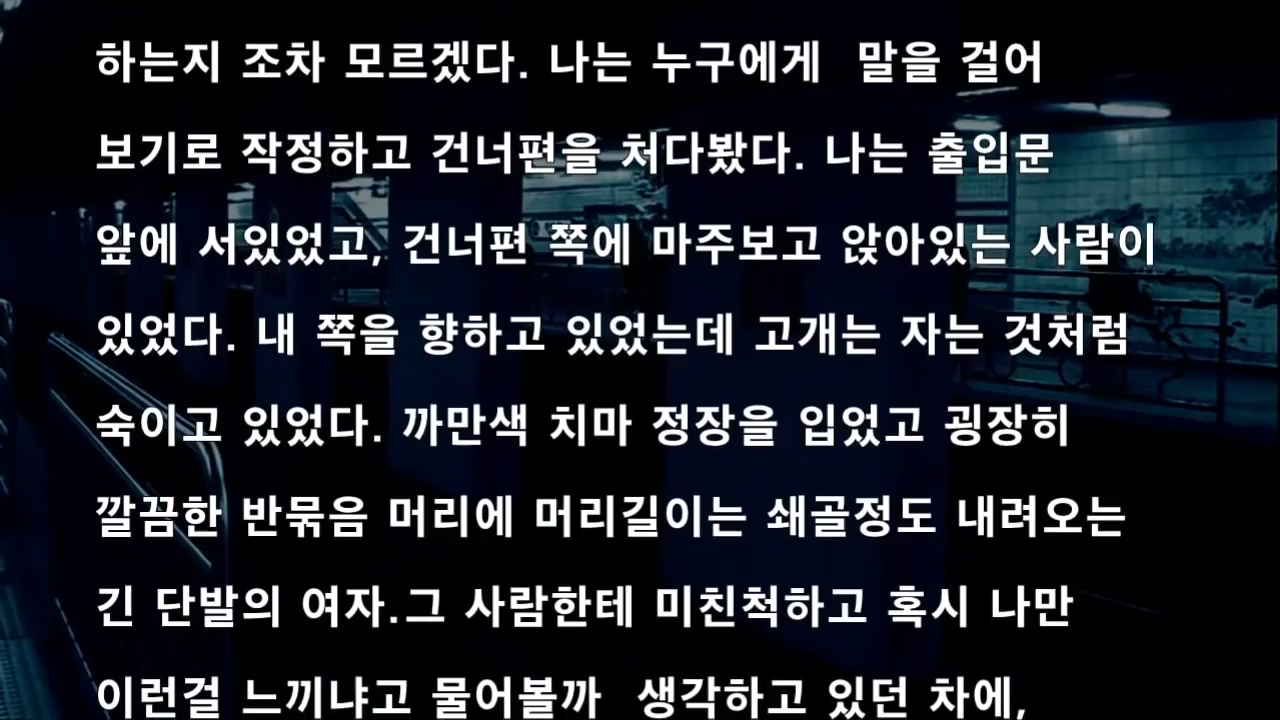 하는지 조차 모르겠다. 나는 누구에게  말을 걸어
보기로 작정하고 건너편을 처다봤다. 나는 출입문
앞에 서있었고, 건너편 쪽에 마주보고 앉아있는 사람이
있었다. 내 쪽을 향하고 있었는데 고개는 자는 것처럼
숙이고 있었다. 까만색 치마 정장을 입었고 굉장히
깔끔한 반묶음 머리에 머리길이는 쇄골정도 내려오는
긴 단발의 여자.그 사람한테 미친척하고 혹시 나만
이런걸 느끼냐고 물어볼까  생각하고 있던 차에,